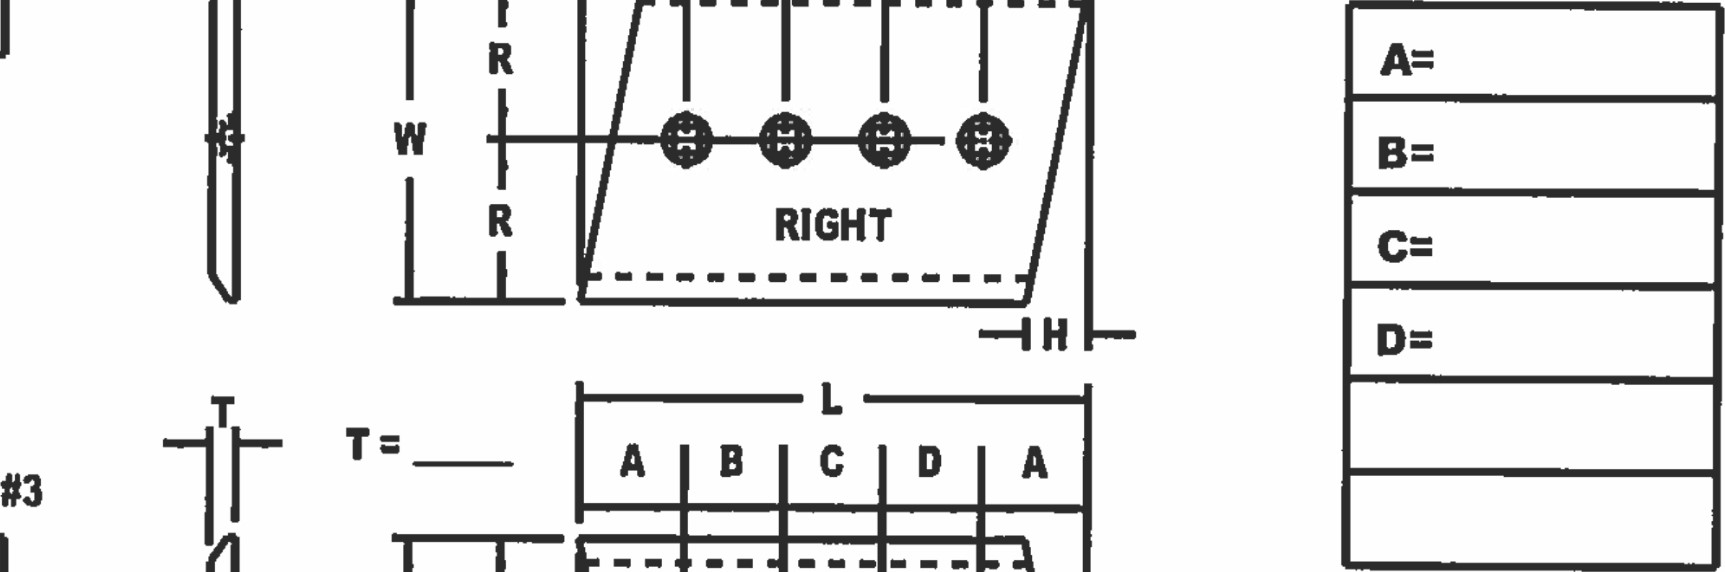 R
W
R
RIGHT
H
L
T
T =
A B C D A
#3
A=
B=
C=
D=